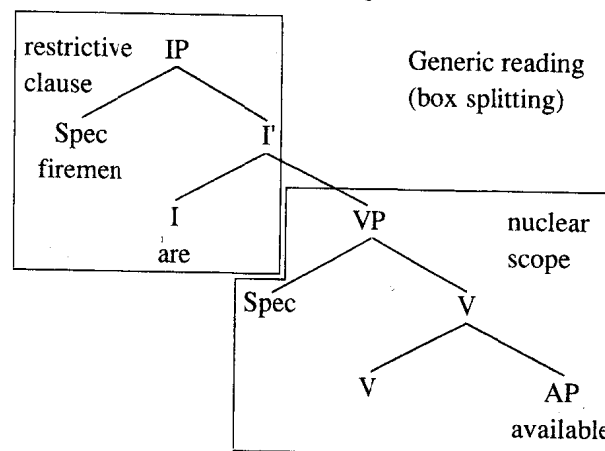 restrictive
clause
IP
Generic reading
(box splitting)
Spec
firemen
I'
I
are
VP
nuclear
scope
Spec
V
V
AP
available